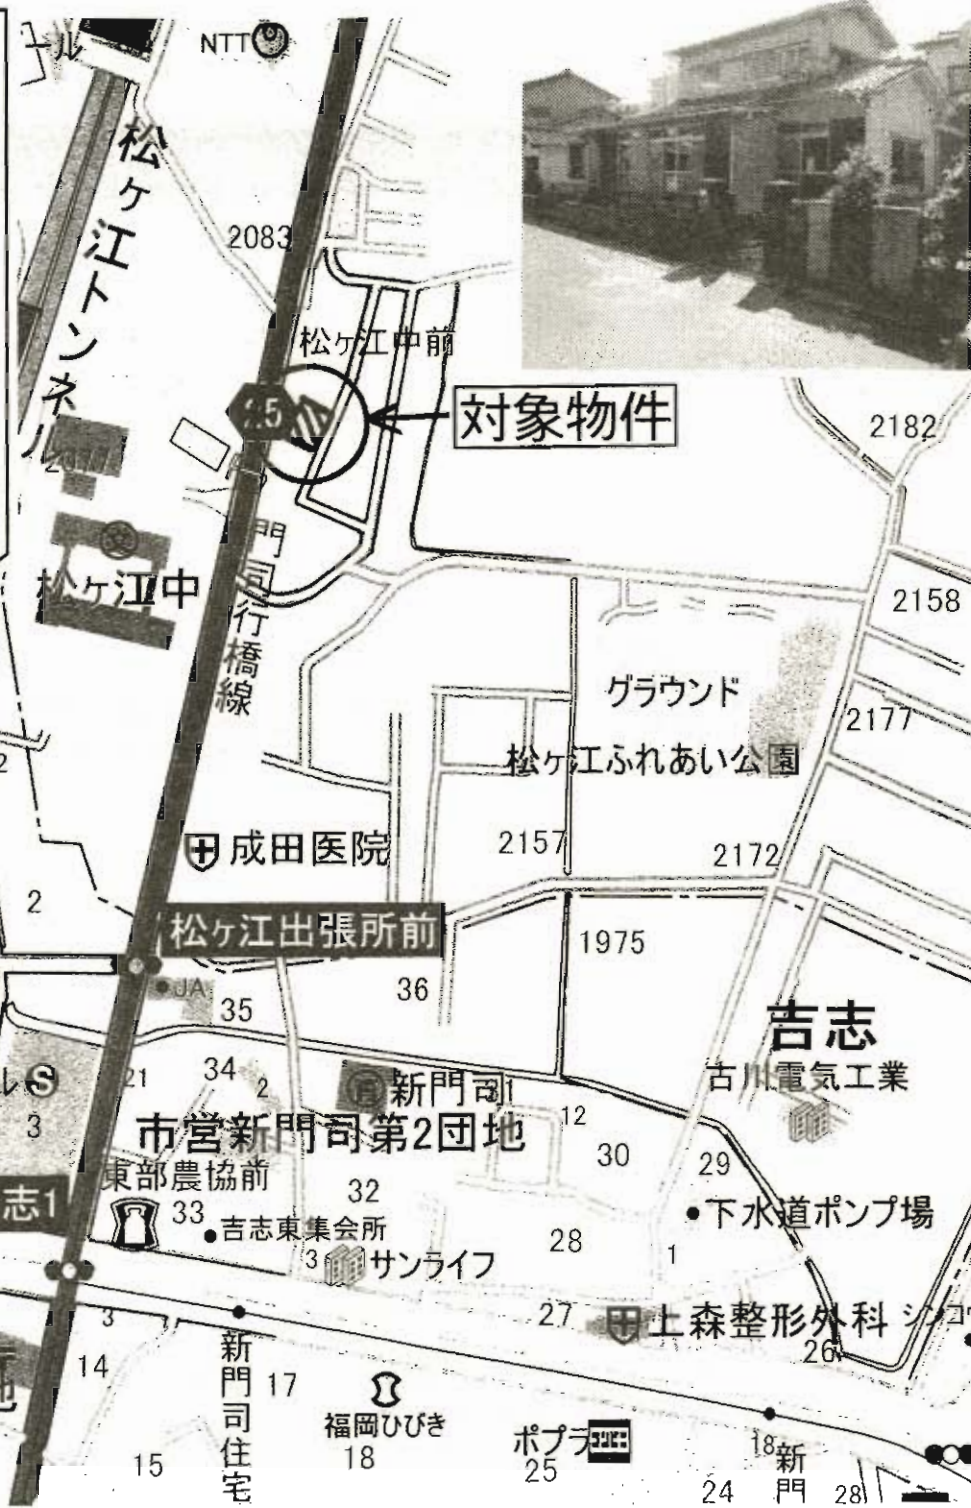 ール
NTT
松ヶ江トンネル
2083
松ヶ江中前
25
対象物件
2182
松ヶ江中
門司行橋線
2158
グラウンド
2177
松ヶ江ふれあい公園
成田医院
2157
2172
2
松ヶ江出張所前
1975
JA
36
35
吉志
古川電気工業
ル
S
3
21
34
2
新門司
12
市営新門司第2団地
30
29
東部農協前
32
志1
33
吉志東集会所
下水道ポンプ場
28
3
サンライフ
1
27
上森整形外科
26
3
14
新門司住宅
17
福岡ひびき
ポプラ
15
18
25
18
新門
24
28